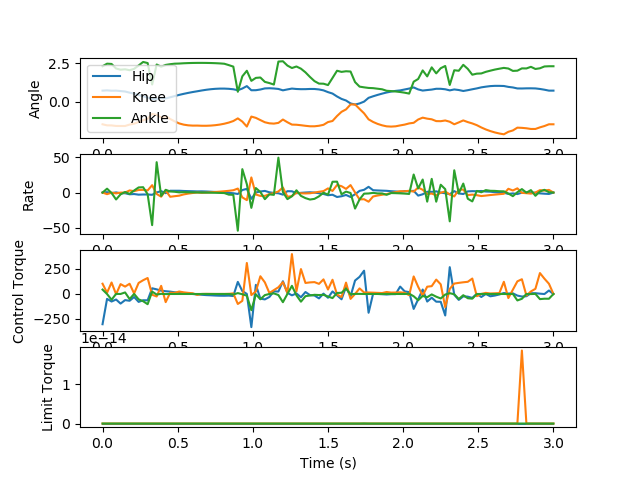 2.5
0.0
Angle
Hip
Knee
Ankle
0.0 0.5 1.0 1.5 2.0 2.5 3.0
50
0
−50
Rate
0.0 0.5 1.0 1.5 2.0 2.5 3.0
250
0
−250
Control Torque
0.0 0.5 1.0 1.5 2.0 2.5 3.0
1e−14
1
0
Limit Torque
0.0 0.5 1.0 1.5 2.0 2.5 3.0
Time (s)